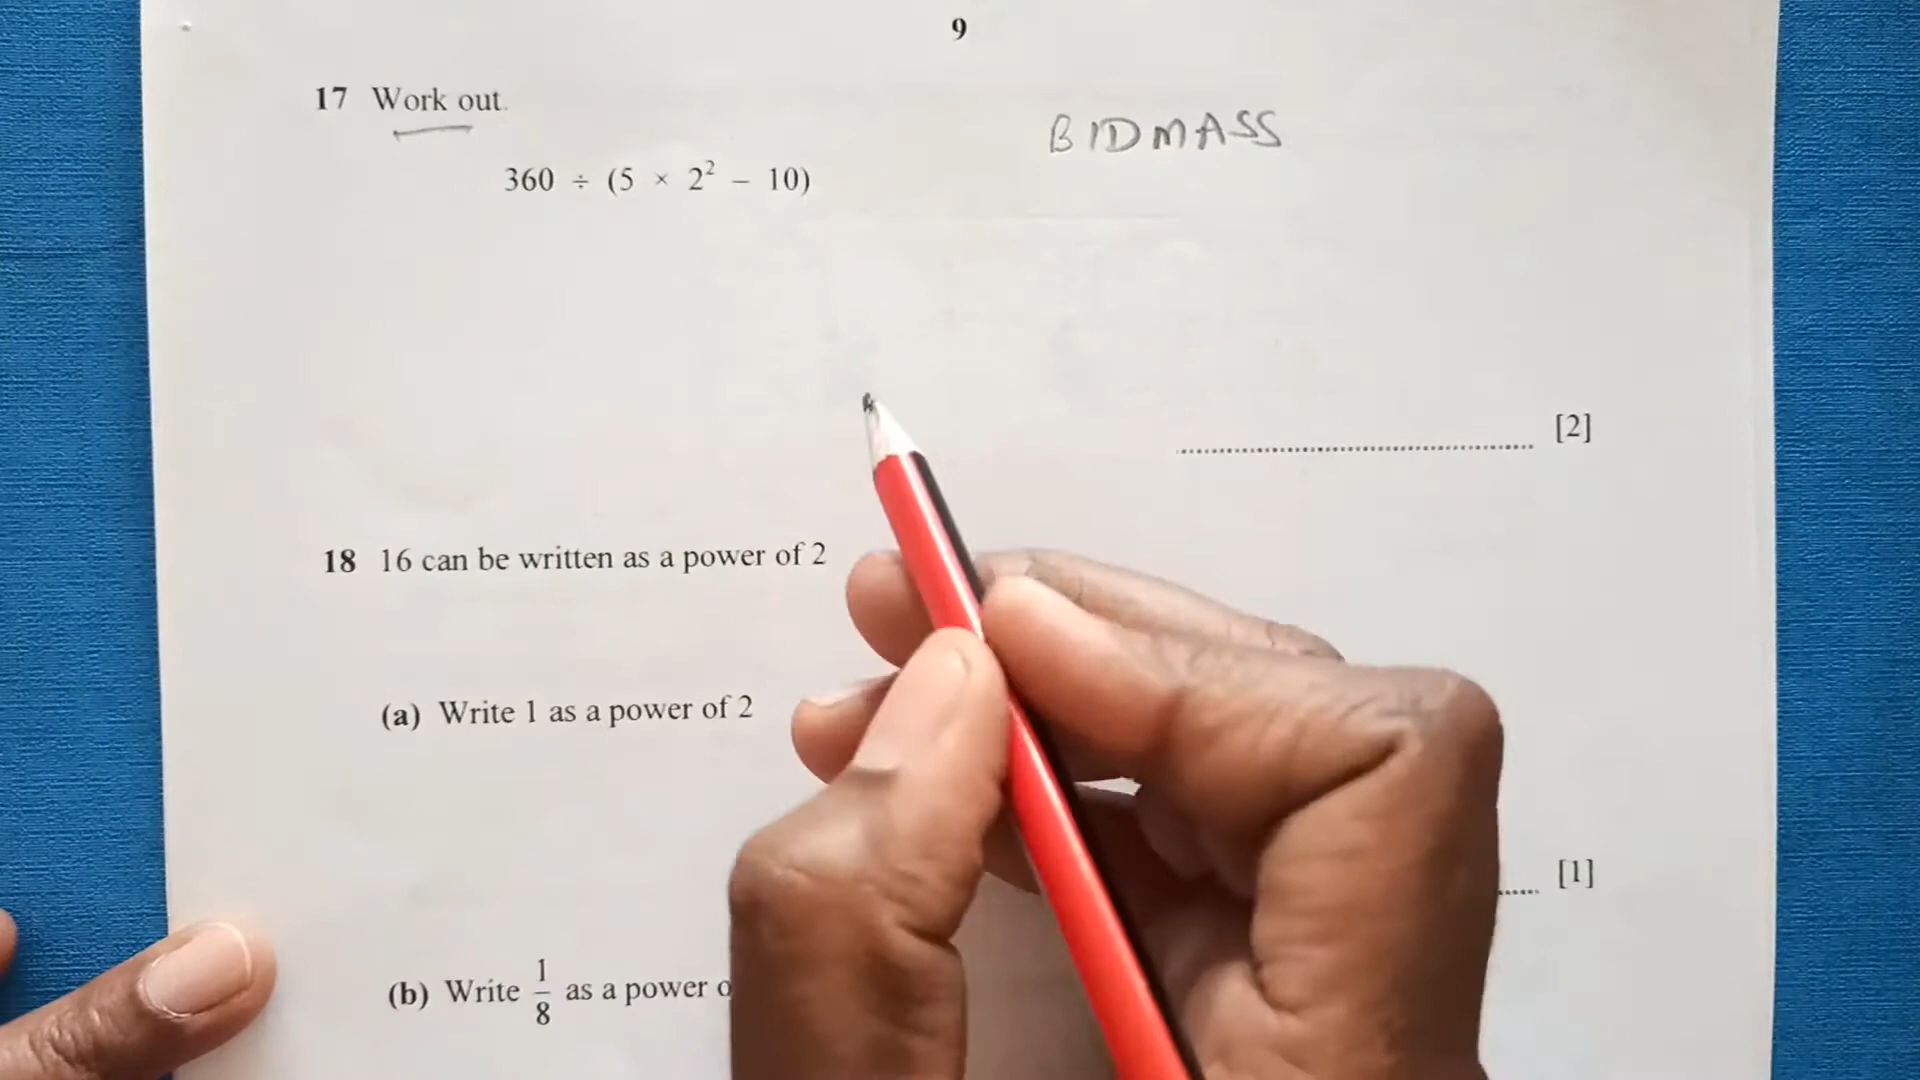 9
17 Work out.
BIDMASS
360 ÷ (5 × 2² – 10)
[2]
18 16 can be written as a power of 2
(a) Write 1 as a power of 2
[1]
(b) Write 1/8 as a power